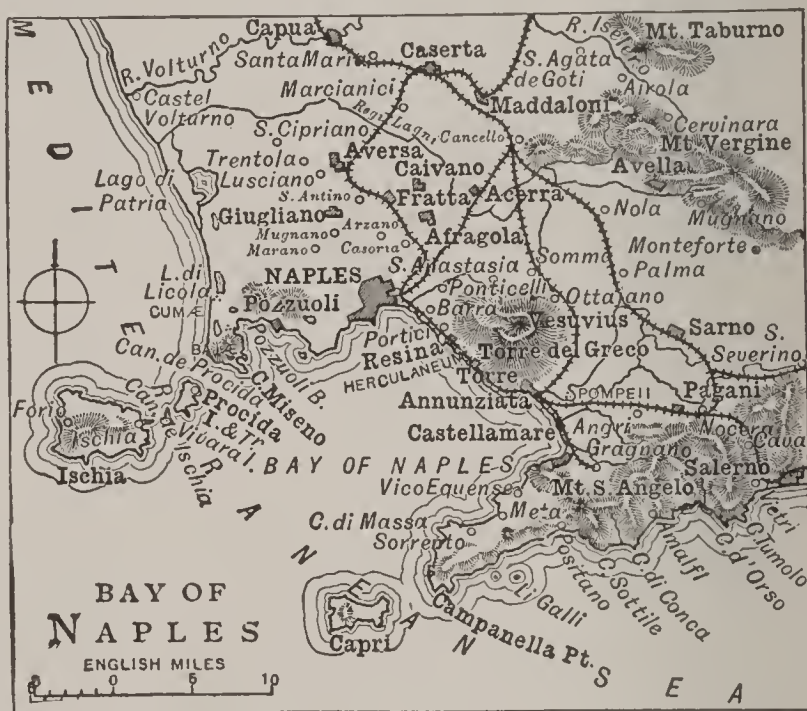 MEDITERRANEAN SEA
Capua
R. Volturno
Santa Maria
Caserta
R. Isclero
Mt. Taburno
S. Agata
de Goti
Airola
Castel
Volturno
Marcianici
Maddaloni
Regi Lagni
Cancello
Cervinara
S. Cipriano
Mt. Vergine
Aversa
Trentola
Lusciano
Caivano
Avella
Lago di
Patria
S. Antino
Fratta
Acerra
Nola
Mugnano
Giugliano
Mugnano
Arzano
Marano
Casoria
Afragola
Monteforte
Palma
NAPLES
S. Anastasia
Somma
L. di
Licola
CUMÆ
Pozzuoli
Ponticelli
Barra
Ottajano
Vesuvius
Sarno
S.
Severino
Portici
Resina
HERCULANEUM
Torre del Greco
Pozzuoli B.
Can. de Procida
C. Miseno
Procida
I. & Tr.
Vivara I.
Can. de Ischia
Torre
Annunziata
POMPEII
Pagani
Forio
Ischia
Ischia
Castellamare
Angri
Gragnano
Nocera
Cava
BAY OF NAPLES
Salerno
Vico Equense
Mt. S. Angelo
Vietri
Meta
C. di Massa
Sorrento
C. Tumolo
C. d'Orso
Amalfi
C. di Conca
C. Sottile
Positano
Li Galli
Campanella Pt.
Capri
BAY OF
NAPLES
ENGLISH MILES
0 5 10